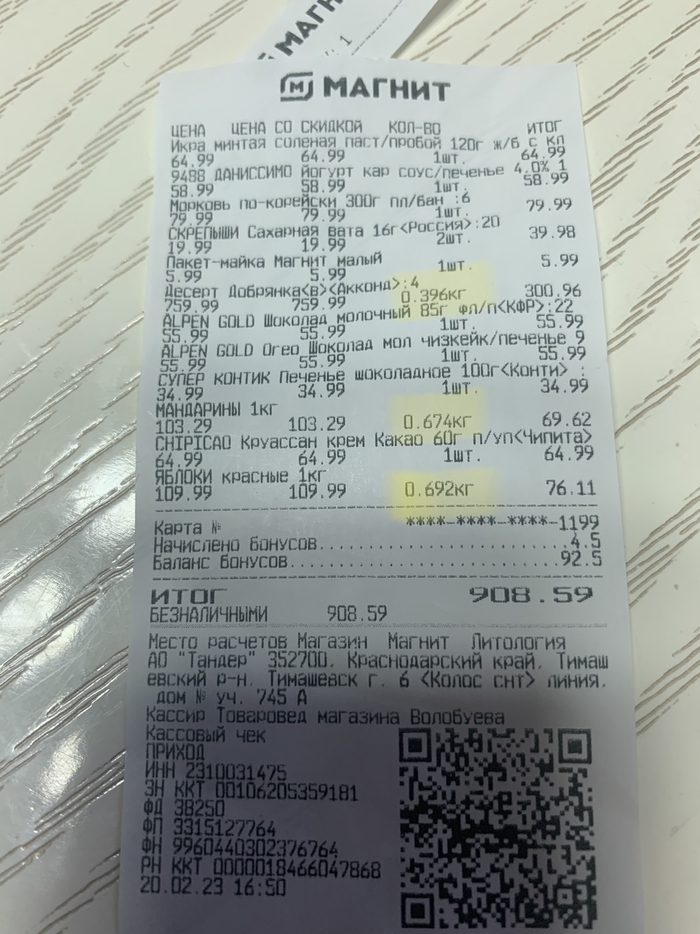 МАГНИТ
1
МАГНИТ
ЦЕНА ЦЕНА СО СКИДКОЙ КОЛ-ВО ИТОГ
Икра минтая соленая паст/пробой 120г ж/б с кл
64.99 64.99 1шт. 64.99
9488 ДАНИССИМО Йогурт кар соус/печенье 4.0% 1
58.99 58.99 1шт. 58.99
Морковь по-корейски 300г пл/бан :6
79.99 79.99 1шт. 79.99
СКРЕПЫШИ Сахарная вата 16г<Россия>:20
19.99 19.99 2шт. 39.98
Пакет-майка Магнит малый
5.99 5.99 1шт. 5.99
Десерт Добрянка<в><Акконд>:4
759.99 759.99 0.396кг 300.96
ALPEN GOLD Шоколад молочный 85г фл/п<КФР>:22
55.99 55.99 1шт. 55.99
ALPEN GOLD Oreo Шоколад мол чизкейк/печенье 9
55.99 55.99 1шт. 55.99
СУПЕР КОНТИК Печенье шоколадное 100г<Конти> :
34.99 34.99 1шт. 34.99
МАНДАРИНЫ 1кг
103.29 103.29 0.674кг 69.62
CHIPICAO Круассан крем Какао 60г п/уп<Чипита>
64.99 64.99 1шт. 64.99
ЯБЛОКИ красные 1кг
109.99 109.99 0.692кг 76.11
Карта № ****-****-****-1199
Начислено бонусов..........................4.5
Баланс бонусов............................92.5
ИТОГ 908.59
БЕЗНАЛИЧНЫМИ 908.59
Место расчетов Магазин Магнит Литология
АО "Тандер" 352700, Краснодарский край, Тимаш
евский р-н, Тимашевск г, 6 <Колос снт> линия,
дом № уч. 745 А
Кассир Товаровед магазина Волобуева
Кассовый чек
ПРИХОД
ИНН 2310031475
ЗН ККТ 00106205359181
ФД 38250
ФП 3315127764
ФН 9960440302376764
РН ККТ 0000018466047868
20.02.23 16:50